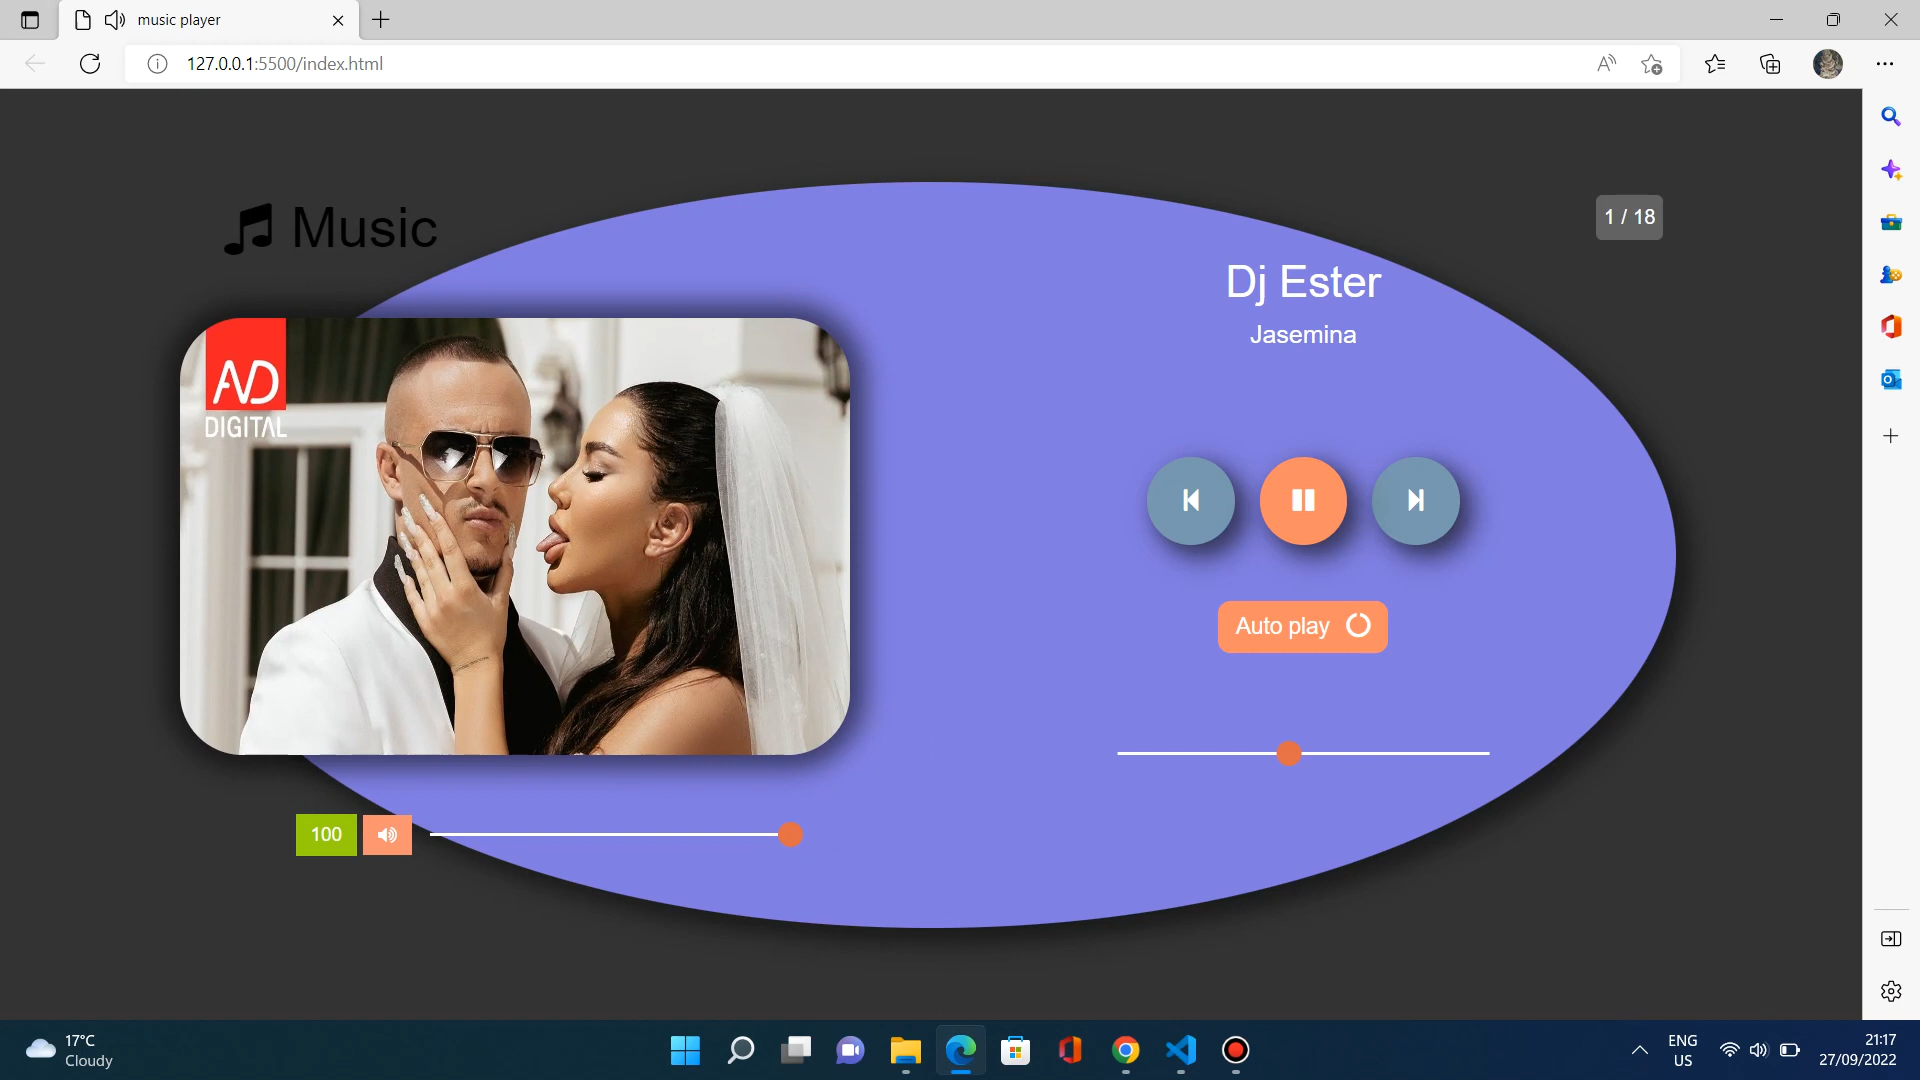 music player
127.0.0.1:5500/index.html
Music
1 / 18
Dj Ester
Jasemina
AD
DIGITAL
Auto play
100
17°C
Cloudy
ENG
US
21:17
27/09/2022